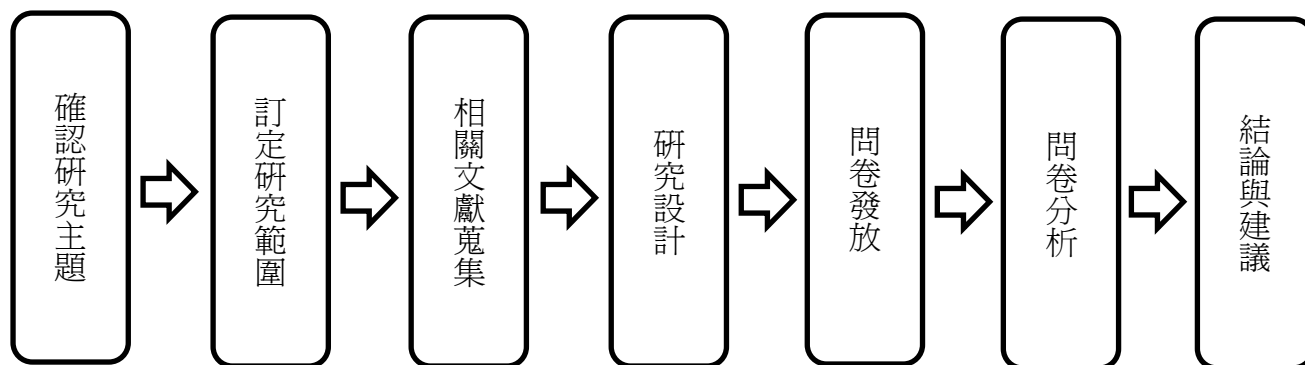 確認研究主題
訂定研究範圍
相關文獻蒐集
研究設計
問卷發放
問卷分析
結論與建議